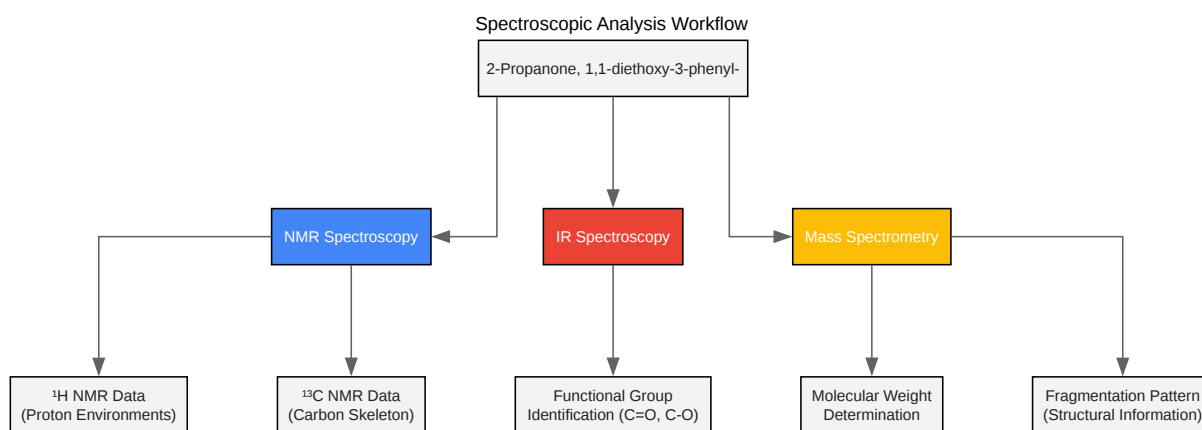 Spectroscopic Analysis Workflow
2-Propanone, 1,1-diethoxy-3-phenyl-
NMR Spectroscopy
IR Spectroscopy
Mass Spectrometry
¹H NMR Data
(Proton Environments)
¹³C NMR Data
(Carbon Skeleton)
Functional Group
Identification (C=O, C-O)
Molecular Weight
Determination
Fragmentation Pattern
(Structural Information)